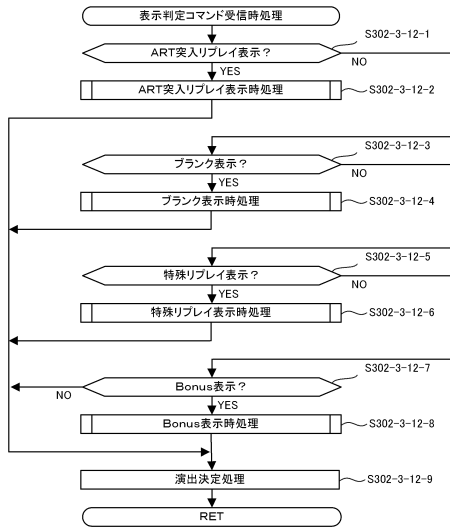 表示判定コマンド受信時処理
S302-3-12-1
ART突入リプレイ表示？
NO
YES
ART突入リプレイ表示時処理
S302-3-12-2
S302-3-12-3
ブランク表示？
NO
YES
ブランク表示時処理
S302-3-12-4
S302-3-12-5
特殊リプレイ表示？
NO
YES
特殊リプレイ表示時処理
S302-3-12-6
S302-3-12-7
Bonus表示？
NO
YES
Bonus表示時処理
S302-3-12-8
演出決定処理
S302-3-12-9
RET